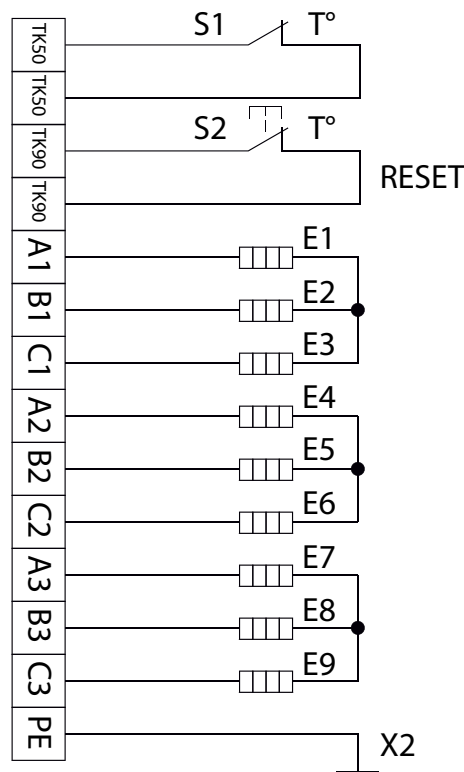 TK50 S1 T°
TK50
TK90 S2 T°
RESET
TK90
A1 E1
B1 E2
C1 E3
A2 E4
B2 E5
C2 E6
A3 E7
B3 E8
C3 E9
PE X2